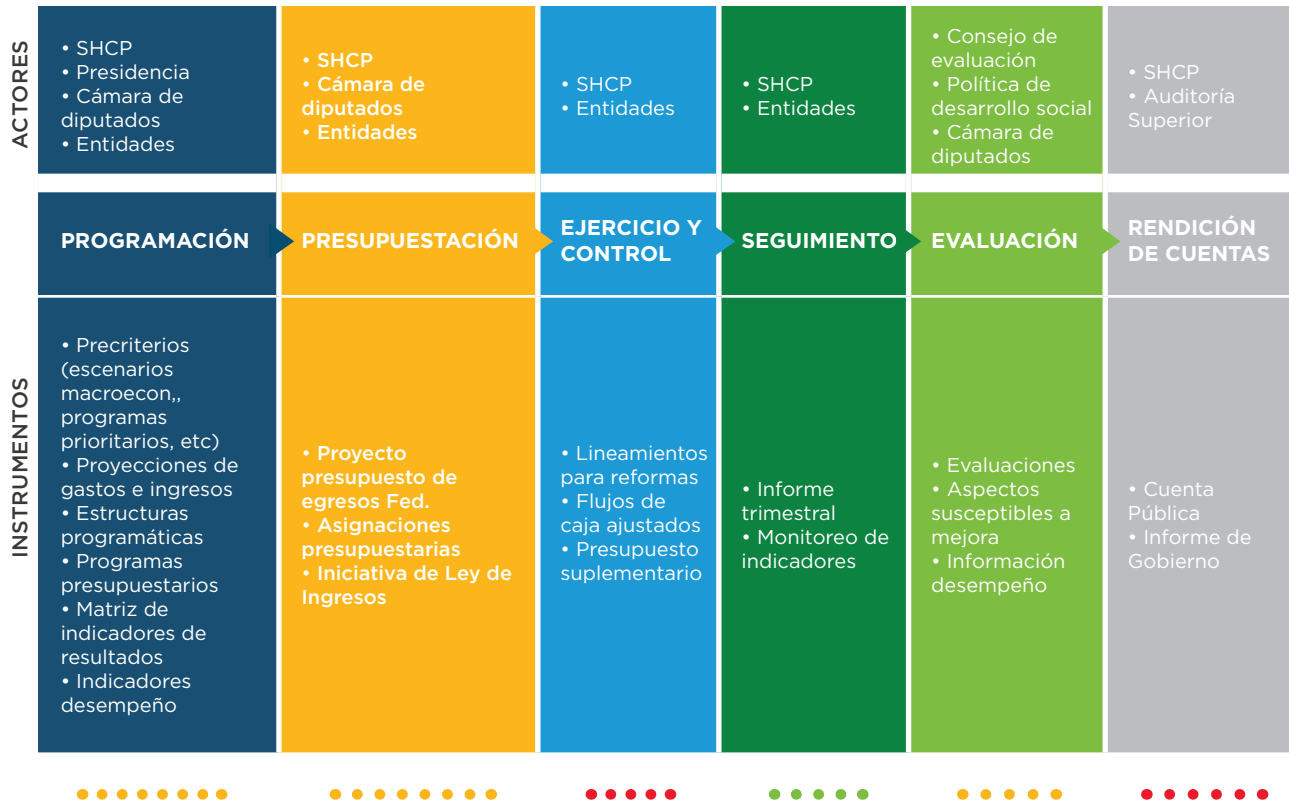 ACTORES
• SHCP
• Presidencia
• Cámara de
diputados
• Entidades
• SHCP
• Cámara de
diputados
• Entidades
• SHCP
• Entidades
• SHCP
• Entidades
• Consejo de
evaluación
• Política de
desarrollo social
• Cámara de
diputados
• SHCP
• Auditoría
Superior
PROGRAMACIÓN
PRESUPUESTACIÓN
EJERCICIO Y
CONTROL
SEGUIMIENTO
EVALUACIÓN
RENDICIÓN
DE CUENTAS
INSTRUMENTOS
• Precriterios
(escenarios
macroecon,,
programas
prioritarios, etc)
• Proyecciones de
gastos e ingresos
• Estructuras
programáticas
• Programas
presupuestarios
• Matriz de
indicadores de
resultados
• Indicadores
desempeño
• Proyecto
presupuesto de
egresos Fed.
• Asignaciones
presupuestarias
• Iniciativa de Ley de
Ingresos
• Lineamientos
para reformas
• Flujos de
caja ajustados
• Presupuesto
suplementario
• Informe
trimestral
• Monitoreo de
indicadores
• Evaluaciones
• Aspectos
susceptibles a
mejora
• Información
desempeño
• Cuenta
Pública
• Informe de
Gobierno